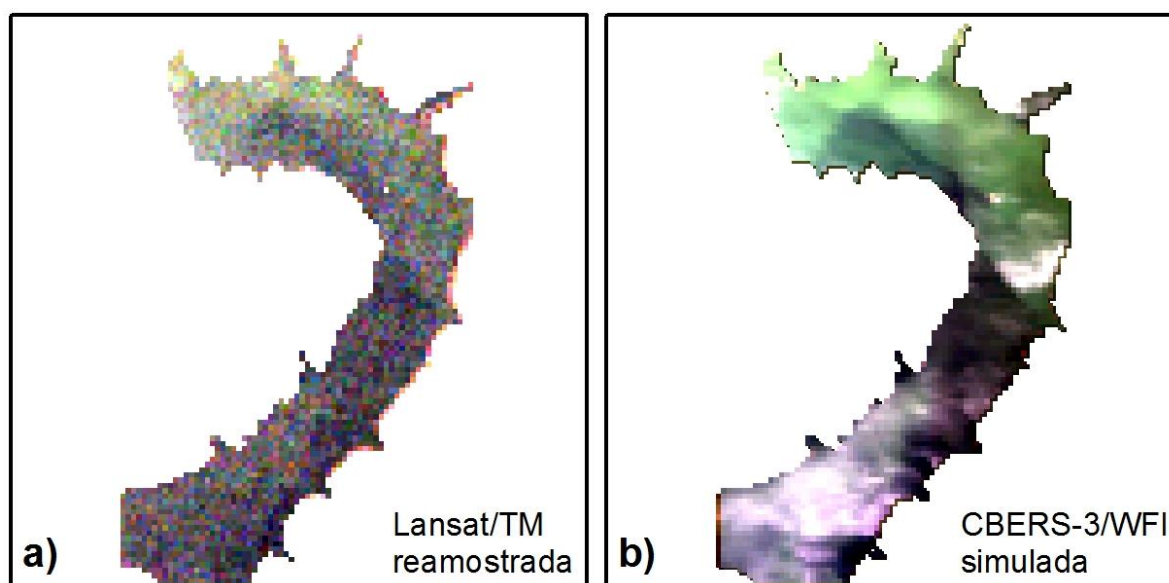 a)
Lansat/TM
reamostrada
b)
CBERS-3/WFI
simulada